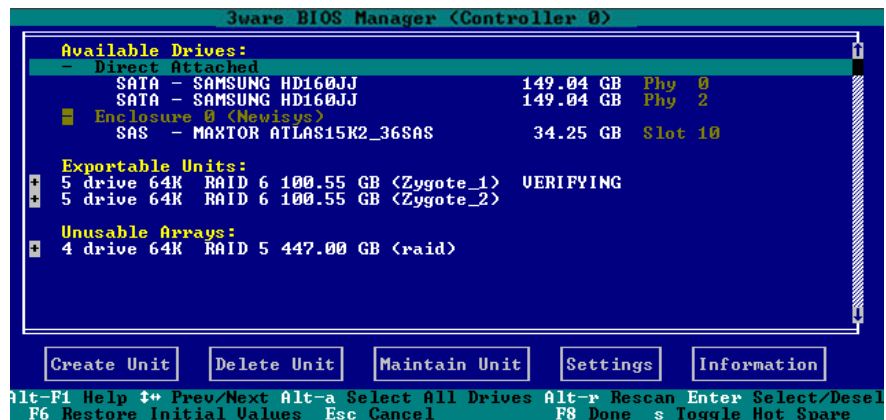 3ware BIOS Manager (Controller 0)
Available Drives:
- Direct Attached
SATA - SAMSUNG HD160JJ 149.04 GB Phy 0
SATA - SAMSUNG HD160JJ 149.04 GB Phy 2
- Enclosure 0 (Newisys)
SAS - MAXTOR ATLAS15K2_36SAS 34.25 GB Slot 10
Exportable Units:
+ 5 drive 64K RAID 6 100.55 GB (Zygote_1) VERIFYING
+ 5 drive 64K RAID 6 100.55 GB (Zygote_2)
Unusable Arrays:
+ 4 drive 64K RAID 5 447.00 GB (raid)
Create Unit Delete Unit Maintain Unit Settings Information
Alt-F1 Help ↕↔ Prev/Next Alt-a Select All Drives Alt-r Rescan Enter Select/Desel
F6 Restore Initial Values Esc Cancel F8 Done s Toggle Hot Spare